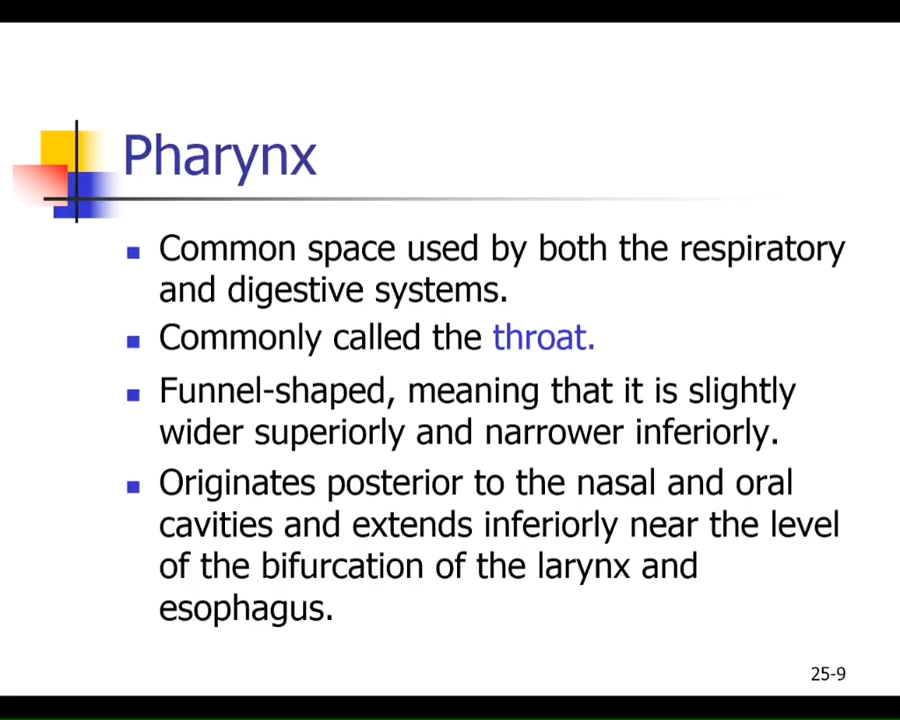 Pharynx
Common space used by both the respiratory
and digestive systems.
Commonly called the throat.
Funnel-shaped, meaning that it is slightly
wider superiorly and narrower inferiorly.
Originates posterior to the nasal and oral
cavities and extends inferiorly near the level
of the bifurcation of the larynx and
esophagus.
25-9